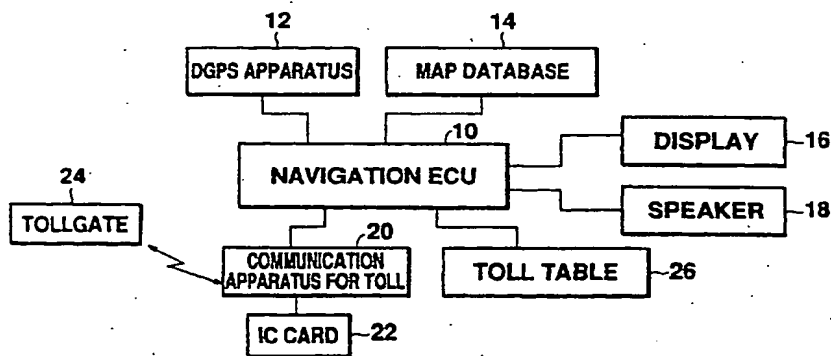 12
14
DGPS APPARATUS
MAP DATABASE
10
NAVIGATION ECU
DISPLAY
16
SPEAKER
18
24
TOLLGATE
20
COMMUNICATION
APPARATUS FOR TOLL
TOLL TABLE
26
IC CARD
22